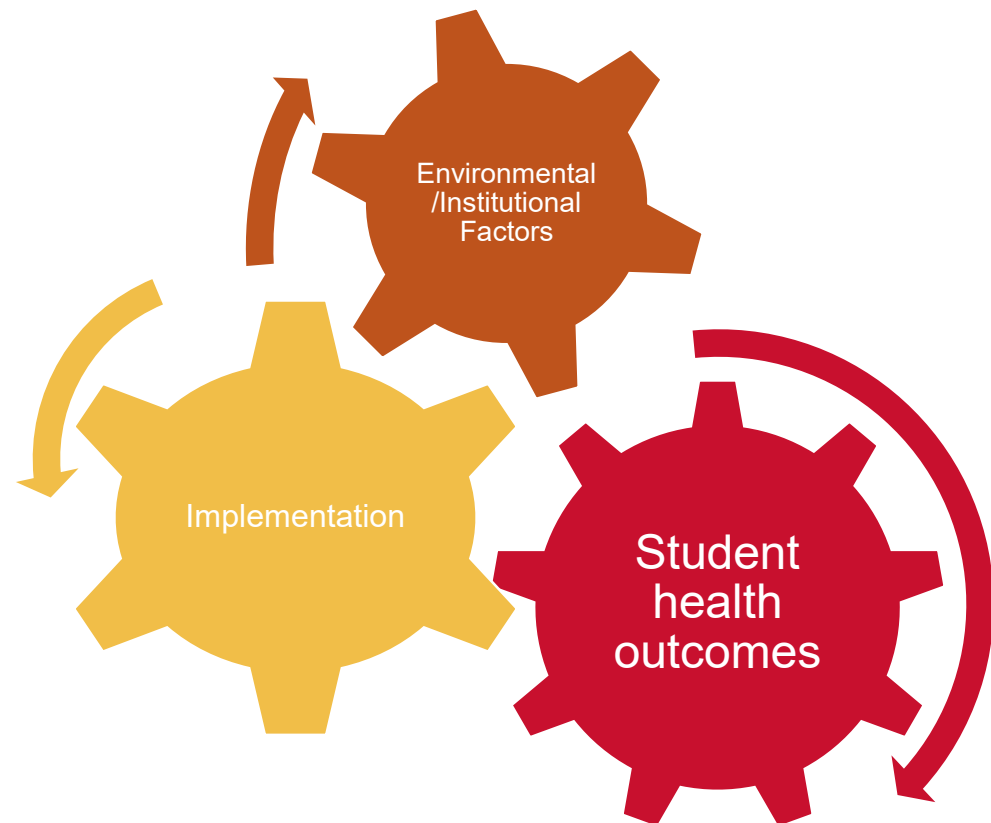 Environmental
/Institutional
Factors
Implementation
Student
health
outcomes